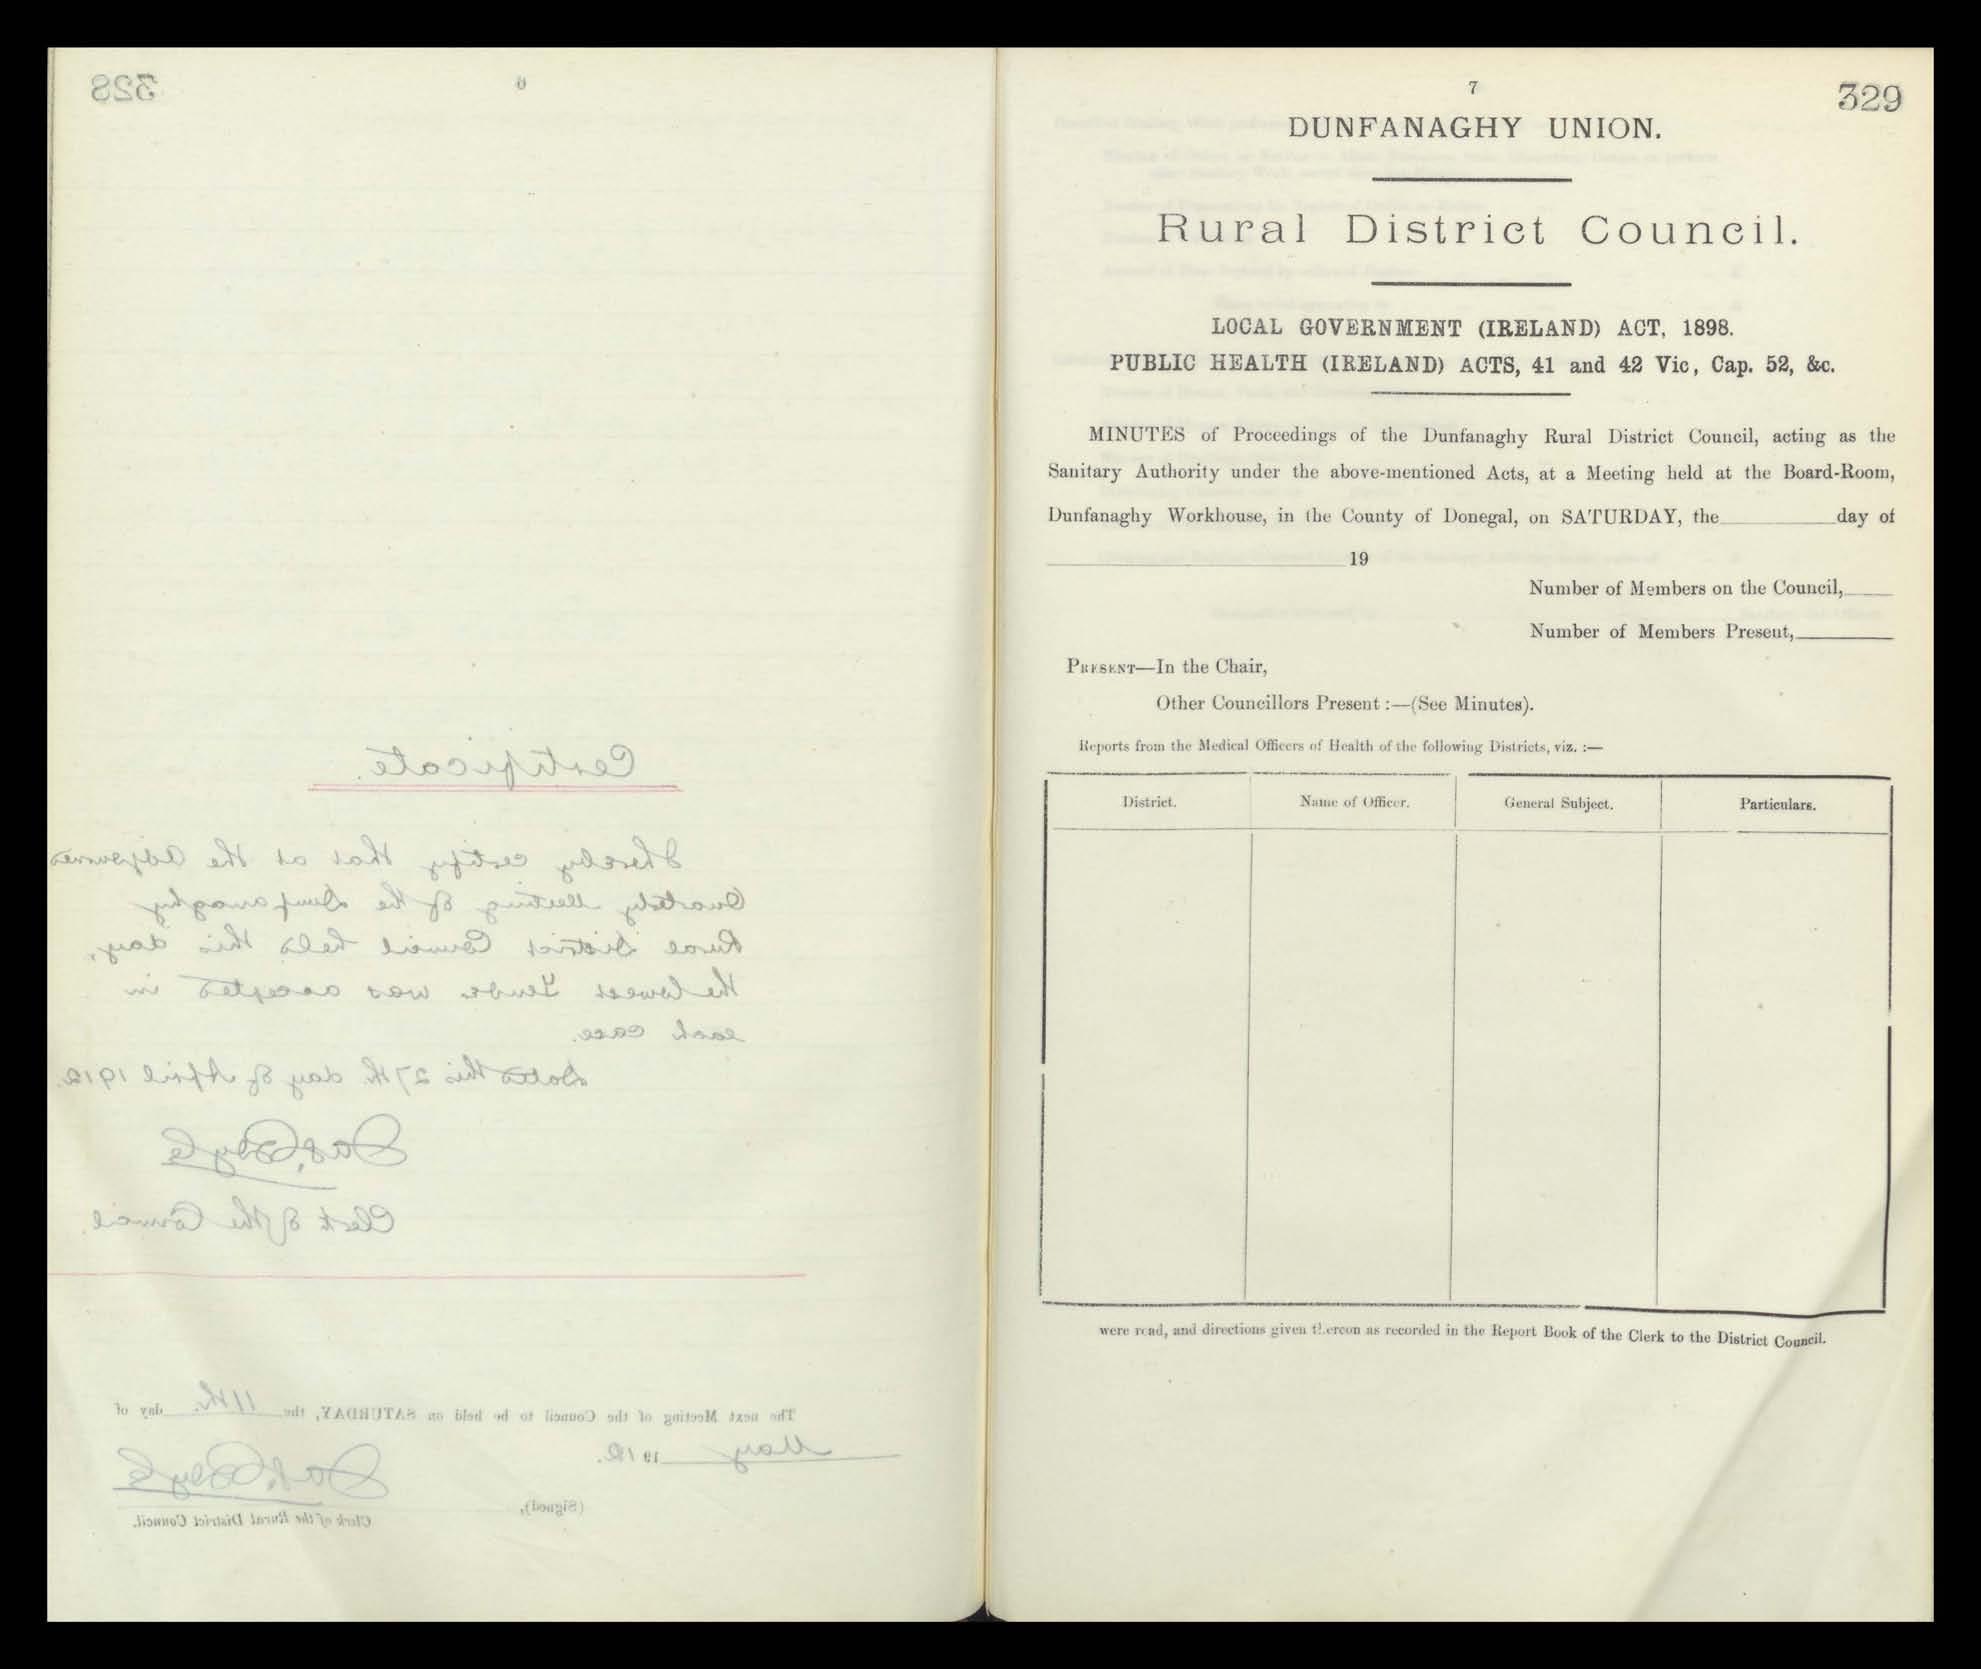 328
6
Certificate.
I hereby certify that at the Adjourned
Quarterly Meeting of the Dunfanaghy
Rural District Council held this day,
the lowest Tender was accepted in
each case.
Dated this 27th day of April 1912.
Jas. Boyle
Clerk of the Council.
The next Meeting of the Council to be held on SATURDAY, the 11th. day of
May 1912.
(Signed), Jas. Boyle
Clerk of the Rural District Council.
7
329
DUNFANAGHY UNION.
Rural District Council.
LOCAL GOVERNMENT (IRELAND) ACT, 1898.
PUBLIC HEALTH (IRELAND) ACTS, 41 and 42 Vic, Cap. 52, &c.
MINUTES of Proceedings of the Dunfanaghy Rural District Council, acting as the
Sanitary Authority under the above-mentioned Acts, at a Meeting held at the Board-Room,
Dunfanaghy Workhouse, in the County of Donegal, on SATURDAY, the day of
19
Number of Members on the Council,
Number of Members Present,
PRESENT—In the Chair,
Other Councillors Present :—(See Minutes).
Reports from the Medical Officers of Health of the following Districts, viz. :—
District. Name of Officer. General Subject. Particulars.
were read, and directions given thereon as recorded in the Report Book of the Clerk to the District Council.